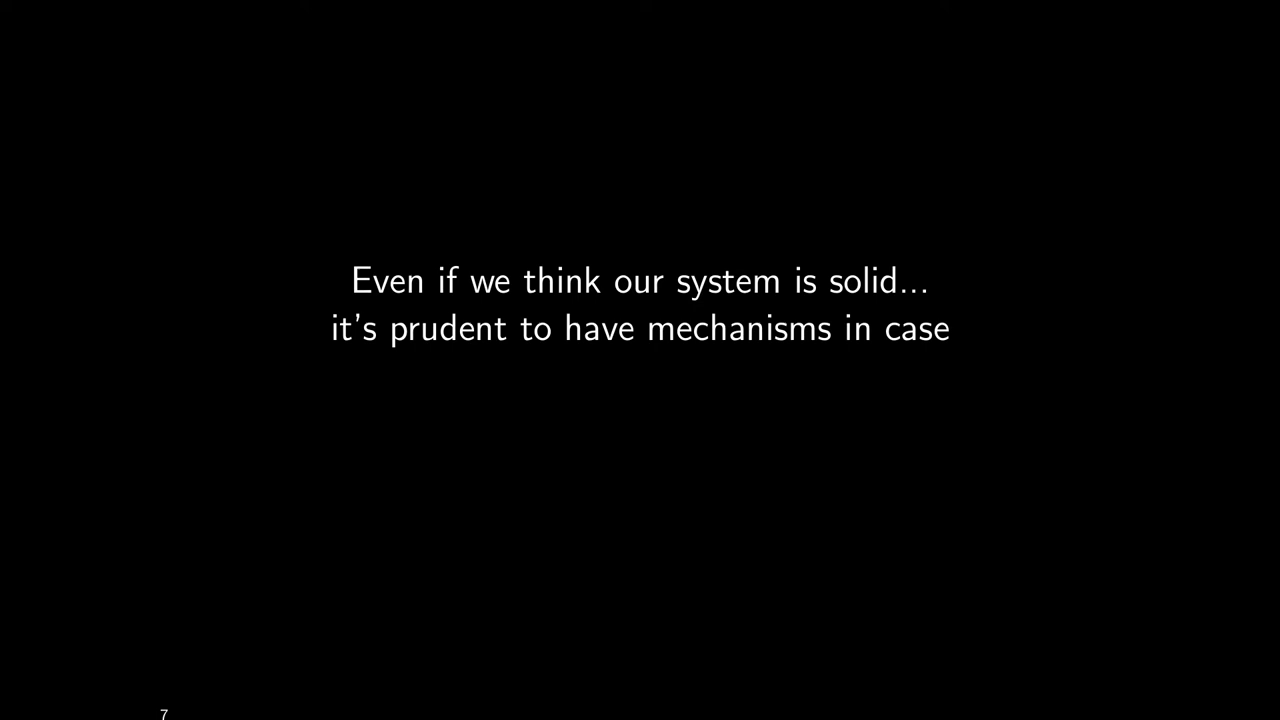 Even if we think our system is solid...
it's prudent to have mechanisms in case
7